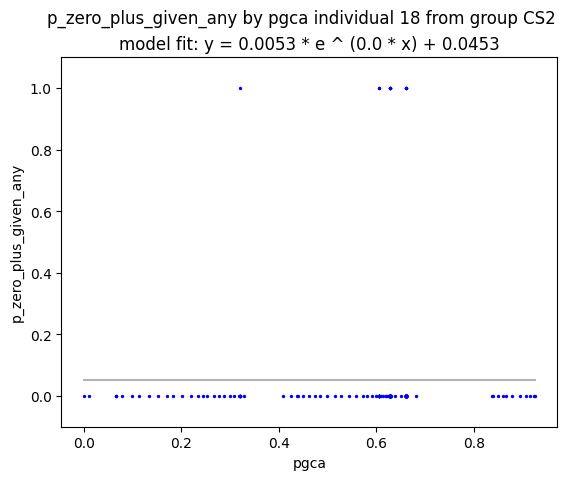 p_zero_plus_given_any by pgca individual 18 from group CS2
model fit: y = 0.0053 * e ^ (0.0 * x) + 0.0453
1.0
0.8
0.6
0.4
0.2
0.0
p_zero_plus_given_any
0.0 0.2 0.4 0.6 0.8
pgca